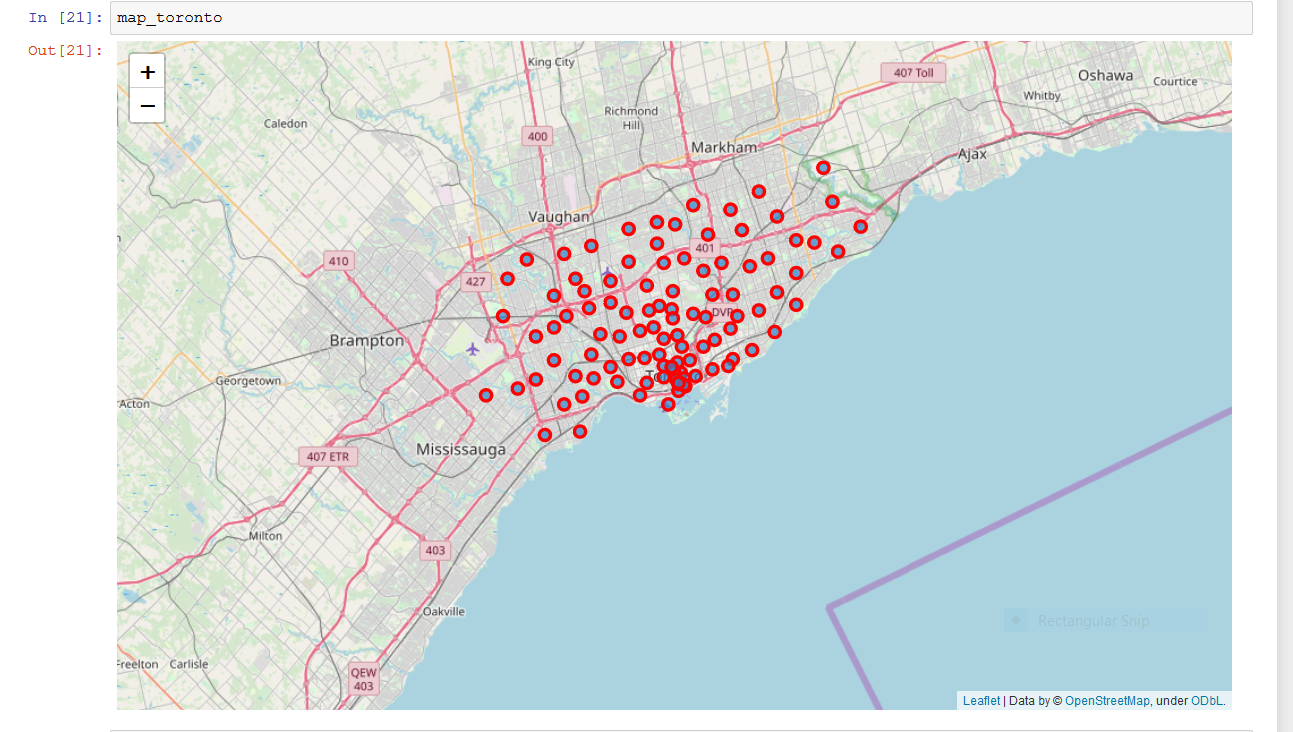 In [21]: map_toronto
Out[21]:
+
−
King City
407 Toll
Oshawa
Courtice
Whitby
Richmond
Hill
Caledon
400
Markham
Ajax
Vaughan
401
410
427
DVP
Brampton
Georgetown
Acton
To
Mississauga
407 ETR
Milton
403
Oakville
Rectangular Snip
Freelton Carlisle
QEW
403
Leaflet | Data by © OpenStreetMap, under ODbL.